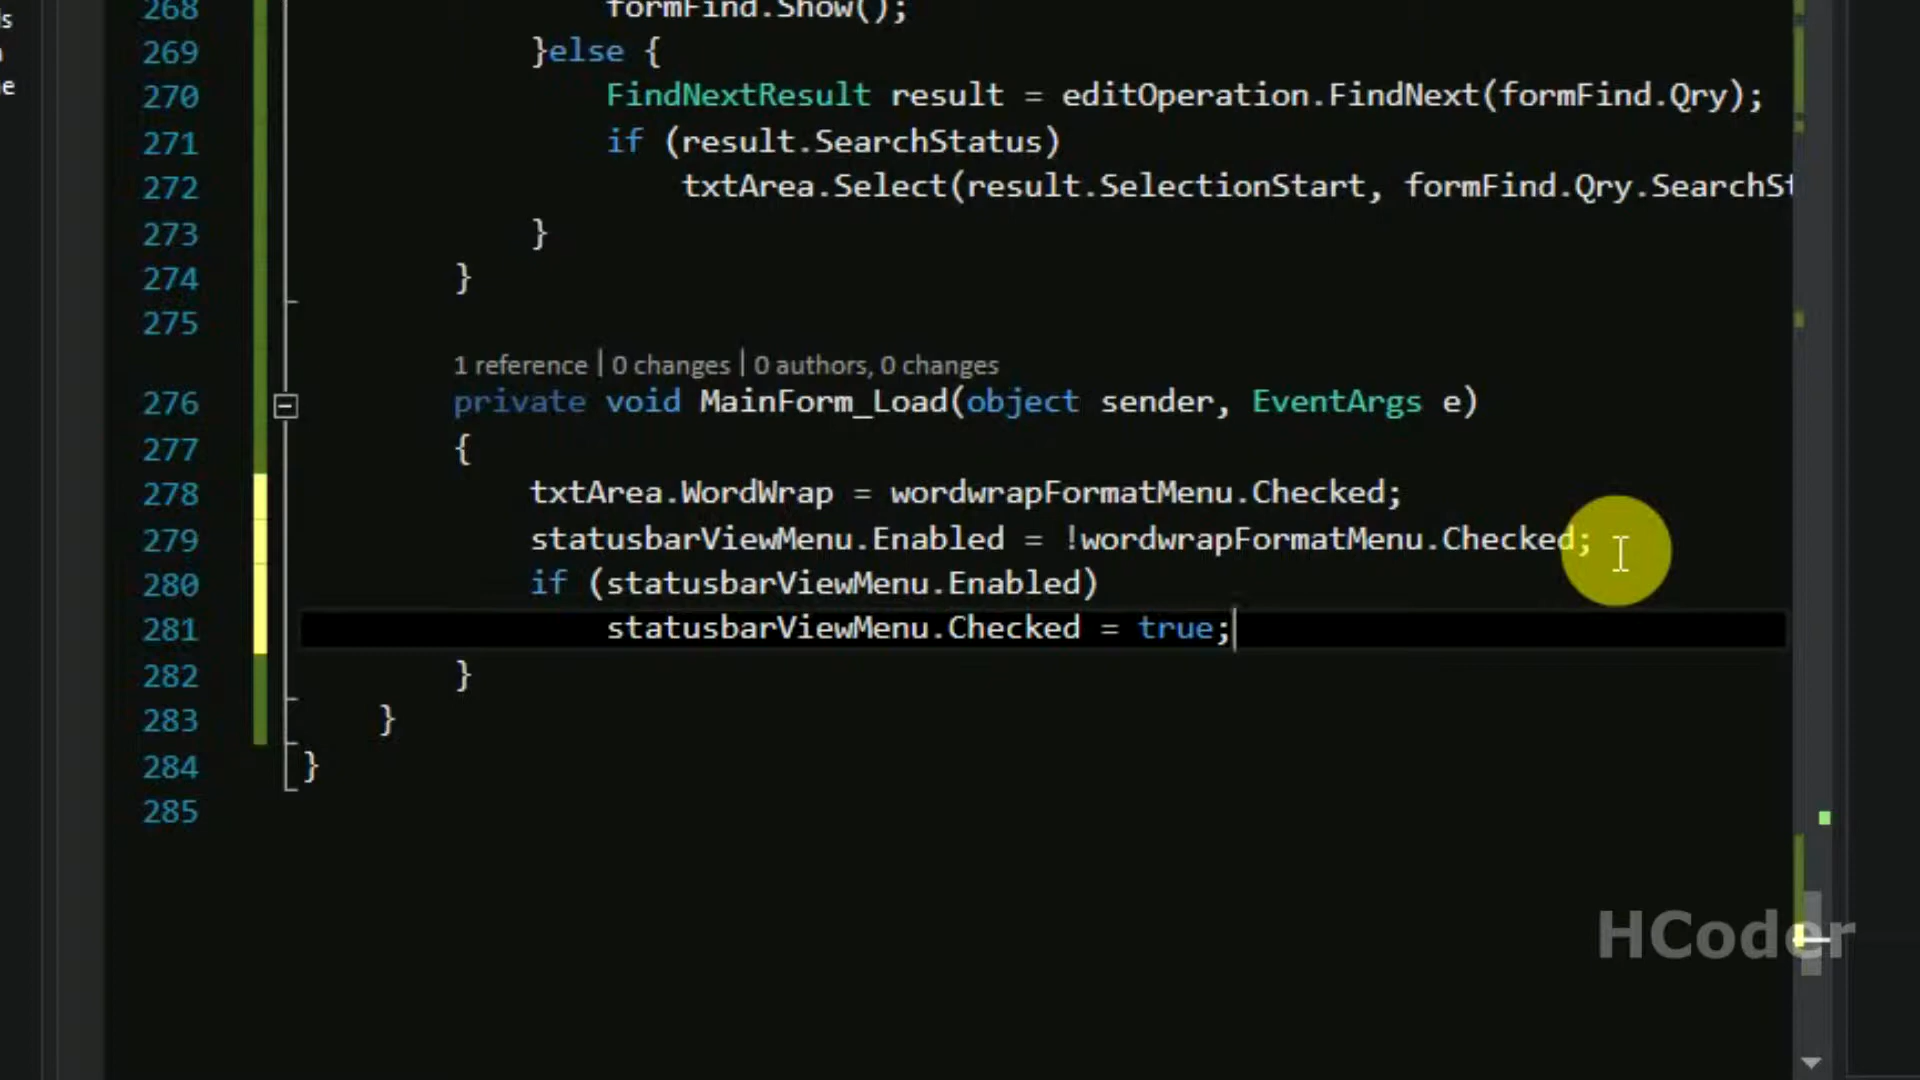 268 formFind.Show();
269 }else {
270 FindNextResult result = editOperation.FindNext(formFind.Qry);
271 if (result.SearchStatus)
272 txtArea.Select(result.SelectionStart, formFind.Qry.SearchSt
273 }
274 }
275
1 reference | 0 changes | 0 authors, 0 changes
276 private void MainForm_Load(object sender, EventArgs e)
277 {
278 txtArea.WordWrap = wordwrapFormatMenu.Checked;
279 statusbarViewMenu.Enabled = !wordwrapFormatMenu.Checked;
280 if (statusbarViewMenu.Enabled)
281 statusbarViewMenu.Checked = true;
282 }
283 }
284 }
285
HCoder